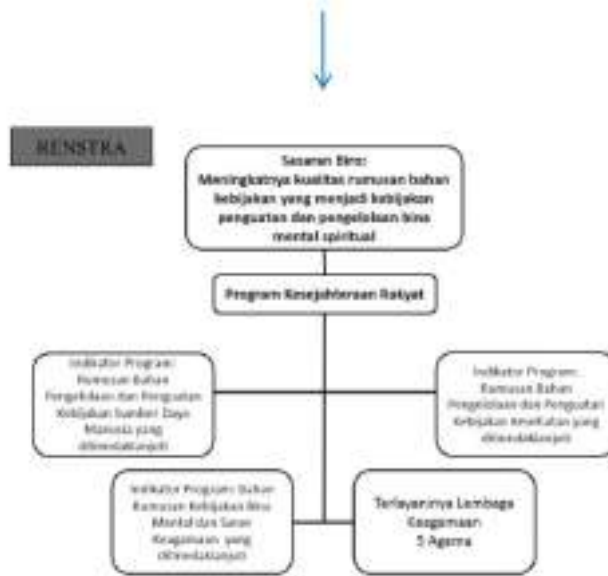 RENSTRA
Sasaran Biro:
Meningkatnya kualitas rumusan bahan
kebijakan yang menjadi kebijakan
penguatan dan pengelolaan bina
mental spiritual
Program Kesejahteraan Rakyat
Indikator Program:
Rumusan Bahan
Pengelolaan dan Penguatan
Kebijakan Sumber Daya
Manusia yang
ditindaklanjuti
Indikator Program:
Rumusan Bahan
Pengelolaan dan Penguatan
Kebijakan Kesehatan yang
ditindaklanjuti
Indikator Program: Bahan
Rumusan Kebijakan Bina
Mental dan
Keagamaan yang
ditindaklanjuti
Terlayaninya Lembaga
Keagamaan
5 Agama